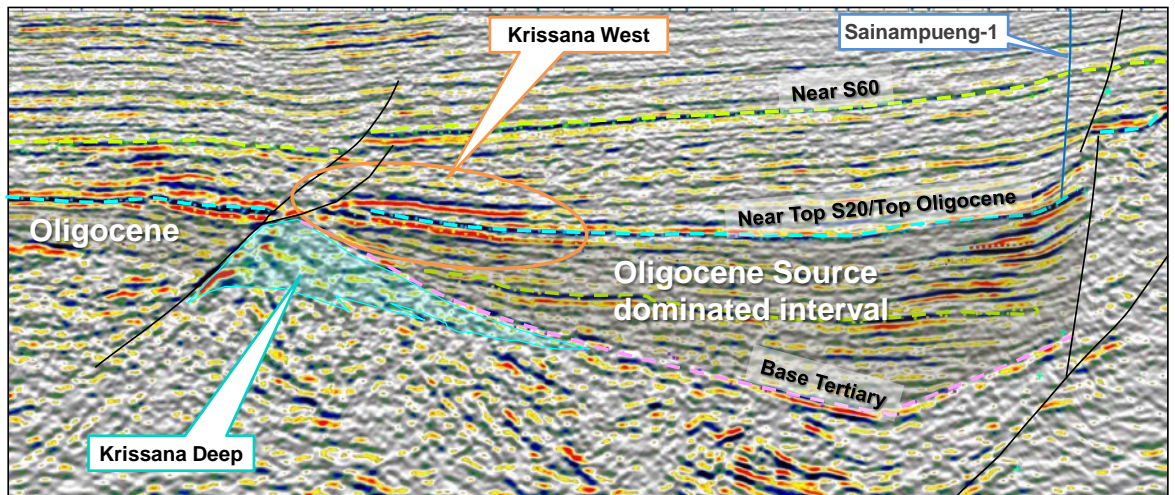 Krissana West
Sainampueng-1
Near S60
Near Top S20/Top Oligocene
Oligocene
Oligocene Source
dominated interval
Base Tertiary
Krissana Deep